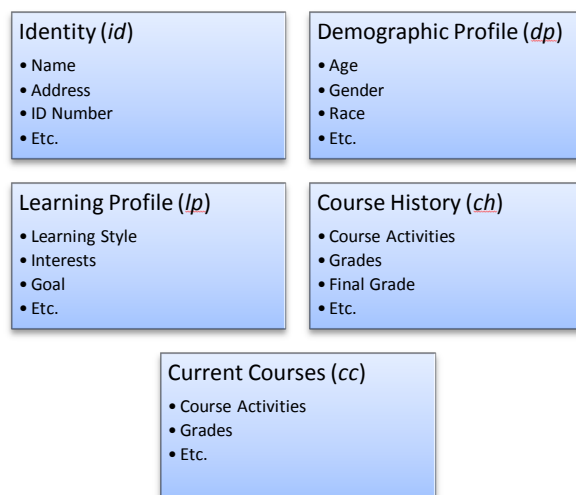 Identity (id)
• Name
• Address
• ID Number
• Etc.
Demographic Profile (dp)
• Age
• Gender
• Race
• Etc.
Learning Profile (lp)
• Learning Style
• Interests
• Goal
• Etc.
Course History (ch)
• Course Activities
• Grades
• Final Grade
• Etc.
Current Courses (cc)
• Course Activities
• Grades
• Etc.